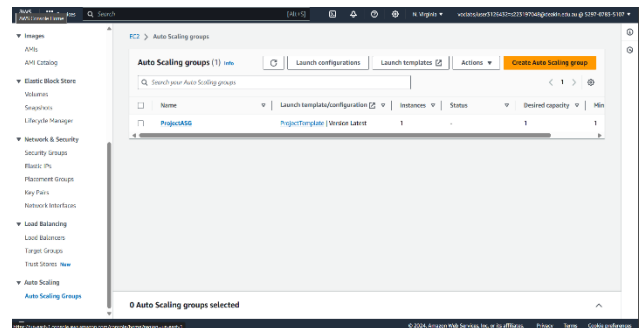 Search
[Alt+S]
N. Virginia
AWS Console Home
Images
AMIs
AMI Catalog
Elastic Block Store
Volumes
Snapshots
Lifecycle Manager
Network & Security
Security Groups
Elastic IPs
Placement Groups
Key Pairs
Network Interfaces
Load Balancing
Load Balancers
Target Groups
Trust Stores New
Auto Scaling
Auto Scaling Groups
EC2 > Auto Scaling groups
Auto Scaling groups (1) Info
Launch configurations
Launch templates
Actions
Create Auto Scaling group
Search your Auto Scaling groups
1
Name Launch template/configuration Instances Status Desired capacity Min
ProjectASG ProjectTemplate | Version Latest 1 - 1 1
0 Auto Scaling groups selected
© 2024, Amazon Web Services, Inc. or its affiliates. Privacy Terms Cookie preferences